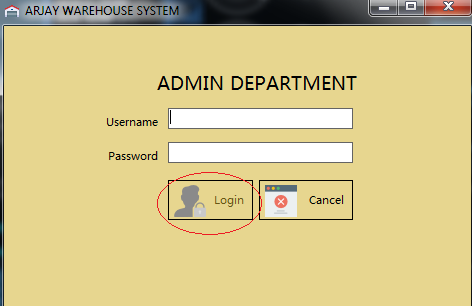 ARJAY WAREHOUSE SYSTEM
ADMIN DEPARTMENT
Username
Password
Login
Cancel